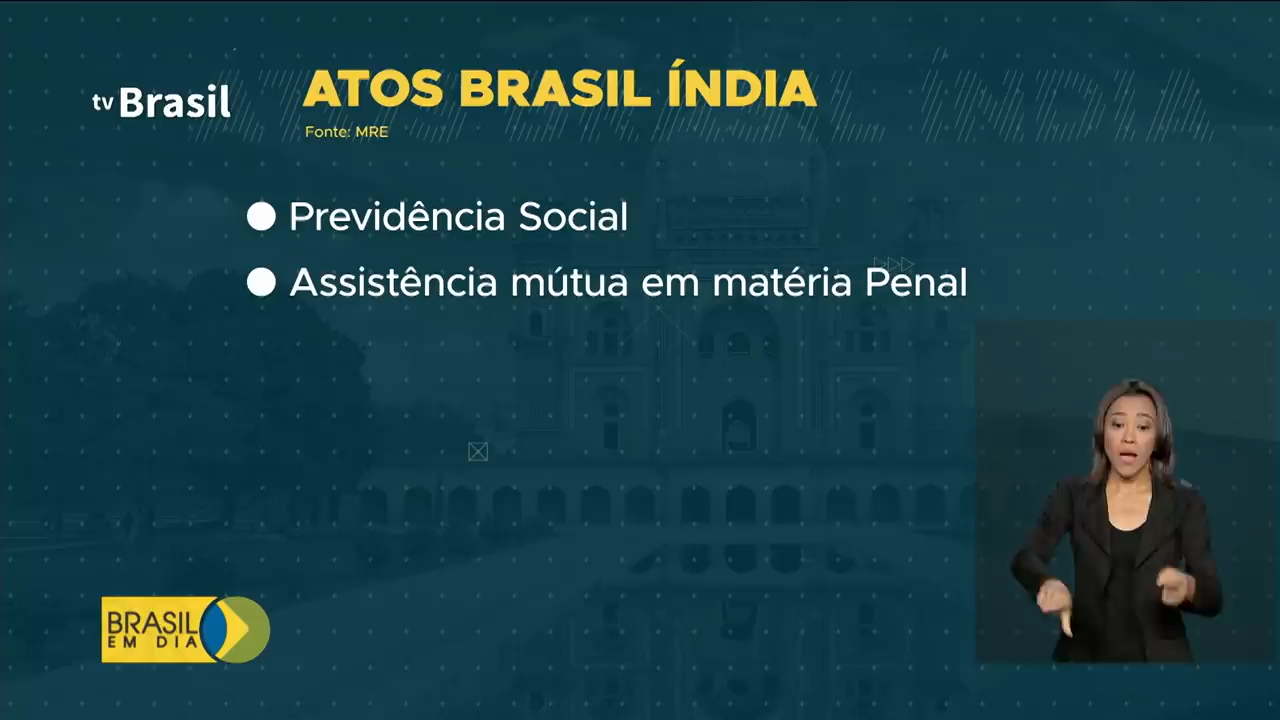 tv Brasil
ATOS BRASIL ÍNDIA
Fonte: MRE
Previdência Social
Assistência mútua em matéria Penal
BRASIL
EM DIA